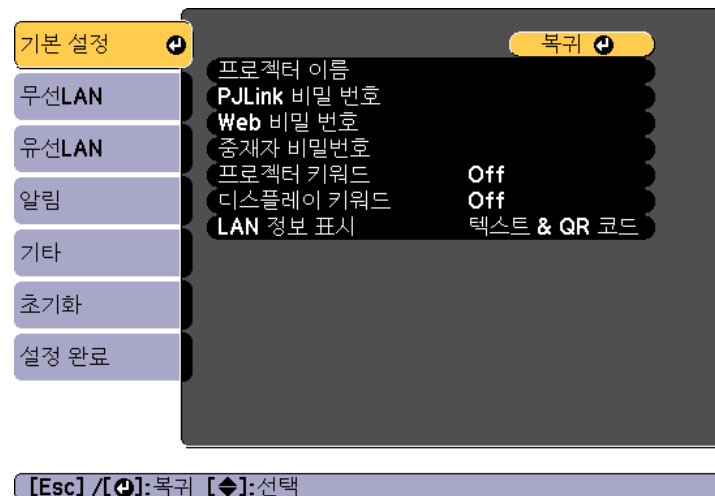 기본 설정
복귀
프로젝터 이름
무선LAN
PJLink 비밀 번호
Web 비밀 번호
유선LAN
중재자 비밀번호
프로젝터 키워드 Off
알림
디스플레이 키워드 Off
LAN 정보 표시 텍스트 & QR 코드
기타
초기화
설정 완료
[Esc] /[⏎]:복귀 [◆]:선택